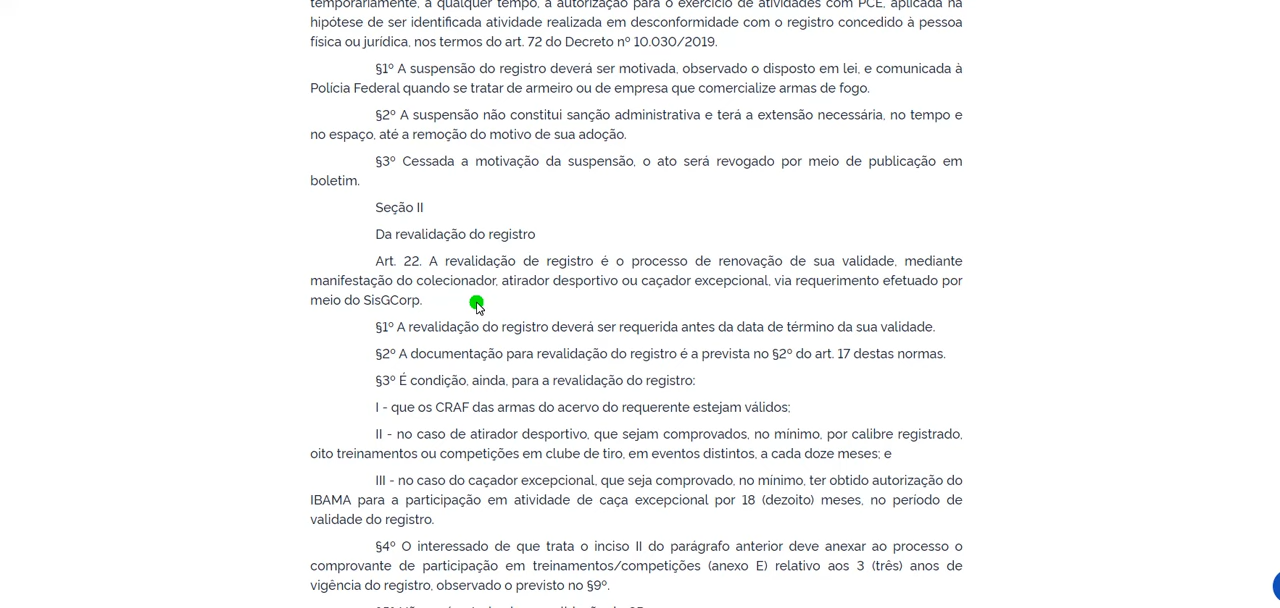 temporariamente, a qualquer tempo, a autorização para o exercício de atividades com PCE, aplicada na
hipótese de ser identificada atividade realizada em desconformidade com o registro concedido à pessoa
física ou jurídica, nos termos do art. 72 do Decreto nº 10.030/2019.
§1º A suspensão do registro deverá ser motivada, observado o disposto em lei, e comunicada à
Polícia Federal quando se tratar de armeiro ou de empresa que comercialize armas de fogo.
§2º A suspensão não constitui sanção administrativa e terá a extensão necessária, no tempo e
no espaço, até a remoção do motivo de sua adoção.
§3º Cessada a motivação da suspensão, o ato será revogado por meio de publicação em
boletim.
Seção II
Da revalidação do registro
Art. 22. A revalidação de registro é o processo de renovação de sua validade, mediante
manifestação do colecionador, atirador desportivo ou caçador excepcional, via requerimento efetuado por
meio do SisGCorp.
§1º A revalidação do registro deverá ser requerida antes da data de término da sua validade.
§2º A documentação para revalidação do registro é a prevista no §2º do art. 17 destas normas.
§3º É condição, ainda, para a revalidação do registro:
I - que os CRAF das armas do acervo do requerente estejam válidos;
II - no caso de atirador desportivo, que sejam comprovados, no mínimo, por calibre registrado,
oito treinamentos ou competições em clube de tiro, em eventos distintos, a cada doze meses; e
III - no caso do caçador excepcional, que seja comprovado, no mínimo, ter obtido autorização do
IBAMA para a participação em atividade de caça excepcional por 18 (dezoito) meses, no período de
validade do registro.
§4º O interessado de que trata o inciso II do parágrafo anterior deve anexar ao processo o
comprovante de participação em treinamentos/competições (anexo E) relativo aos 3 (três) anos de
vigência do registro, observado o previsto no §9º.